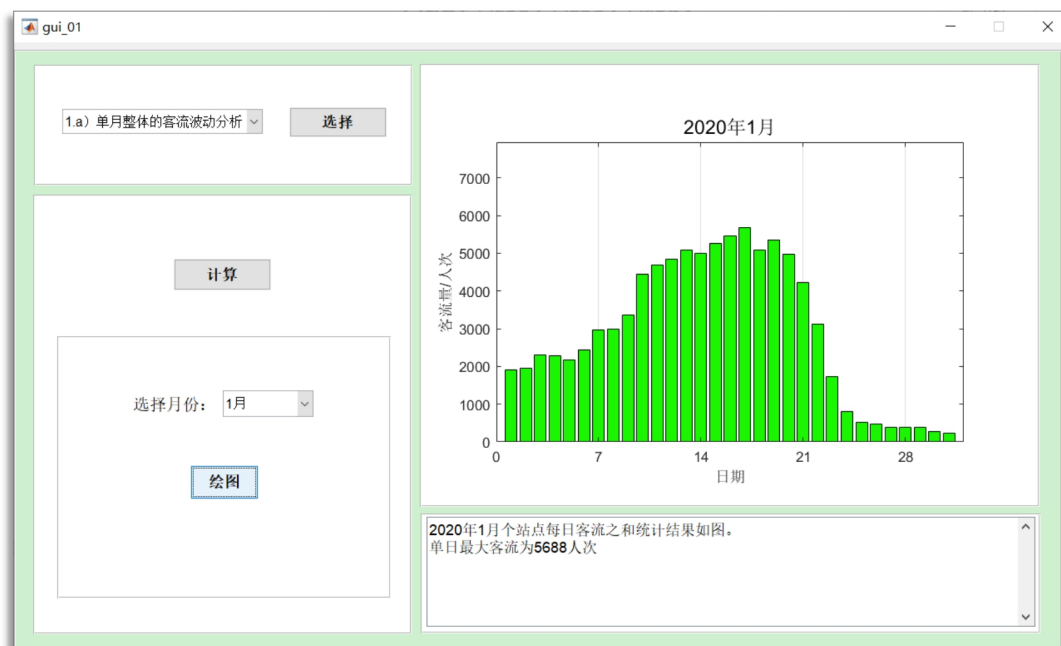 gui_01
1.a）单月整体的客流波动分析
选择
计算
选择月份：
1月
绘图
2020年1月
7000
6000
5000
4000
3000
2000
1000
0
客流量/人次
0 7 14 21 28
日期
2020年1月个站点每日客流之和统计结果如图。
单日最大客流为5688人次